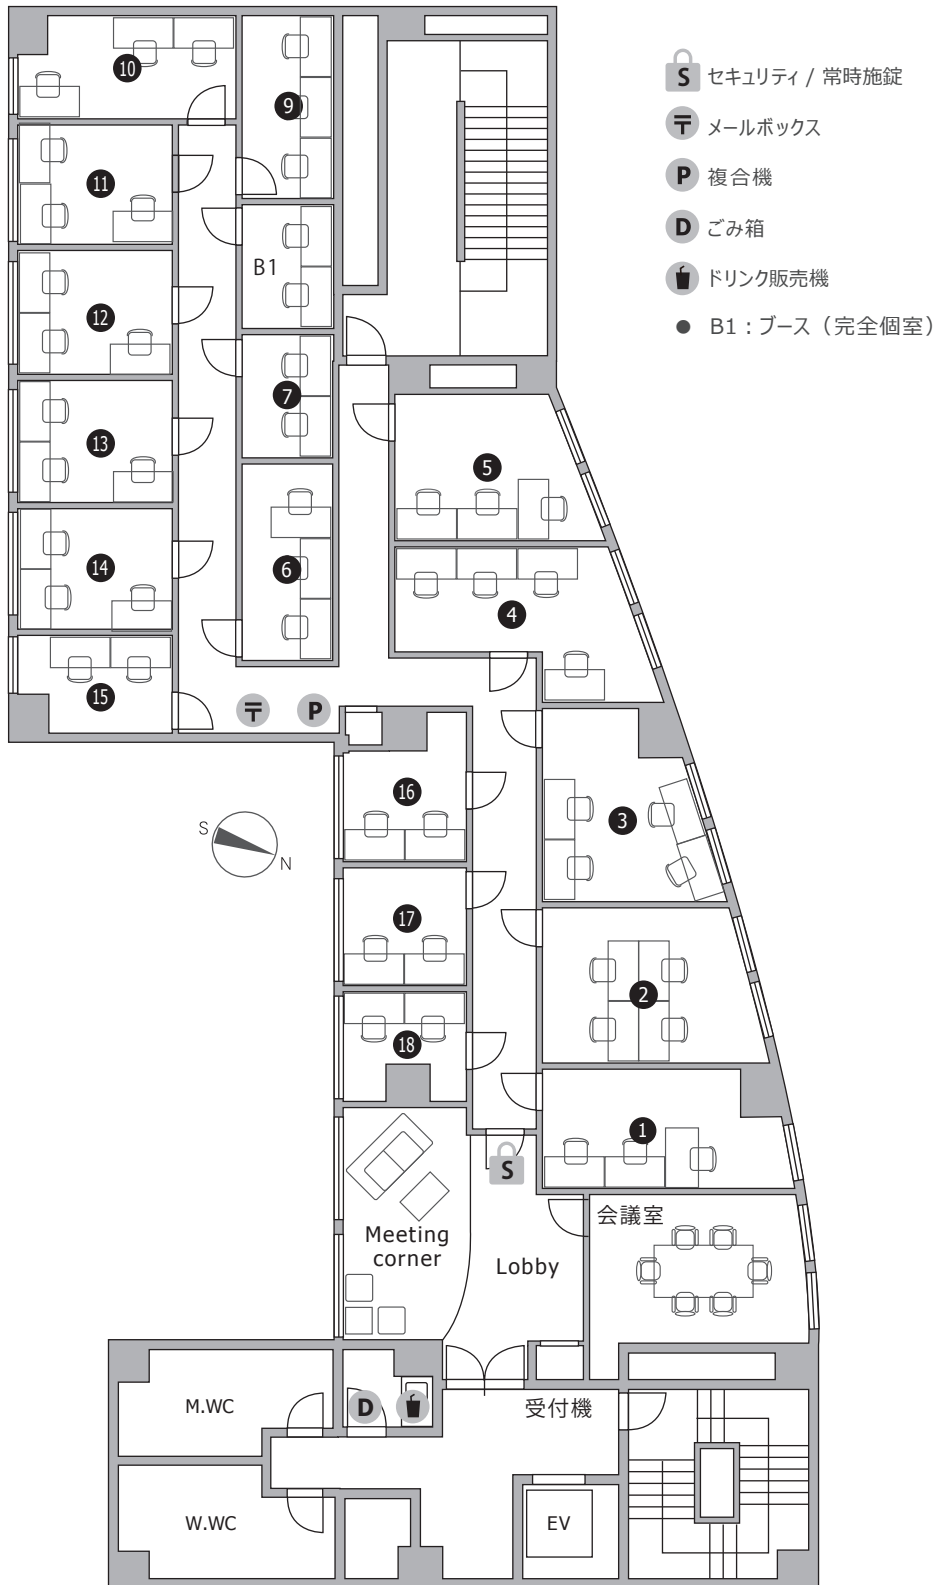 S セキュリティ / 常時施錠
〒 メールボックス
P 複合機
D ごみ箱
ドリンク販売機
● B1：ブース（完全個室）
10
9
11
B1
12
7
13
5
6
14
4
15
〒 P
16
3
S
N
17
2
18
1
S
会議室
Meeting
corner
Lobby
M.WC
D
受付機
W.WC
EV